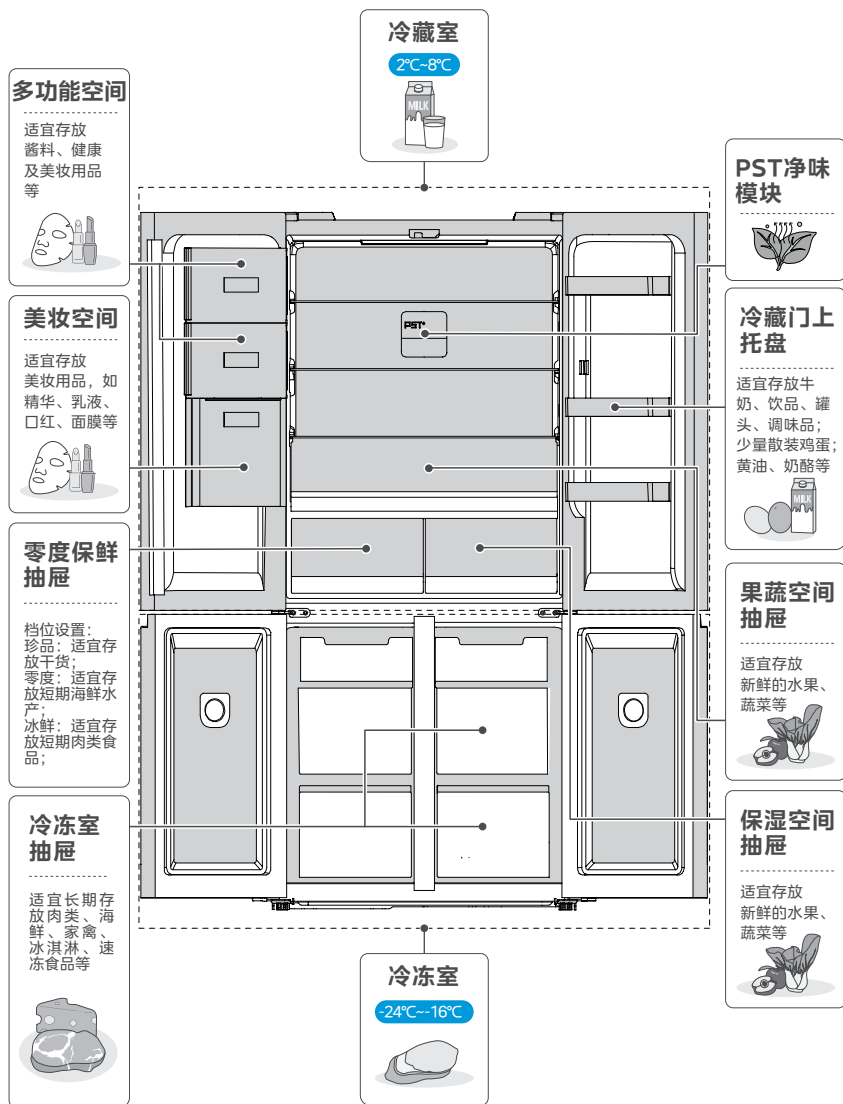 冷藏室
2℃~8℃
MILK
多功能空间
适宜存放
酱料、健康
及美妆用品
等
美妆空间
适宜存放
美妆用品，如
精华、乳液、
口红、面膜等
零度保鲜
抽屉
档位设置：
珍品：适宜存
放干货；
零度：适宜存
放短期海鲜水
产；
冰鲜：适宜存
放短期肉类食
品；
冷冻室
抽屉
适宜长期存
放肉类、海
鲜、家禽、
冰淇淋、速
冻食品等
PST+
PST净味
模块
冷藏门上
托盘
适宜存放牛
奶、饮品、罐
头、调味品；
少量散装鸡蛋；
黄油、奶酪等
MILK
果蔬空间
抽屉
适宜存放
新鲜的水果、
蔬菜等
保湿空间
抽屉
适宜存放
新鲜的水果、
蔬菜等
冷冻室
-24℃~-16℃